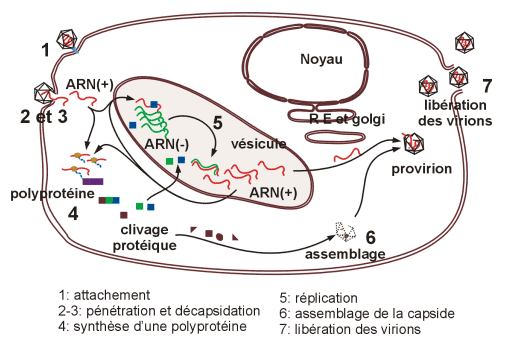 1
Noyau
7
ARN(+)
2 et 3
libération
des virions
5
R E et golgi
ARN(-)
vésicule
provirion
ARN(+)
polyprotéine
4
clivage
protéique
6
assemblage
1: attachement
2-3: pénétration et décapsidation
4: synthèse d'une polyprotéine
5: réplication
6: assemblage de la capside
7: libération des virions